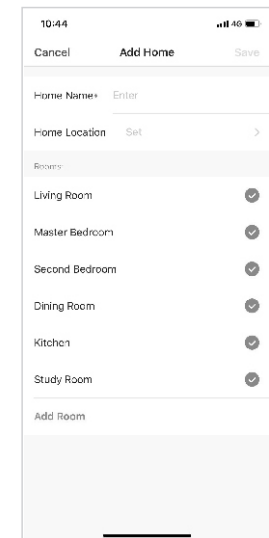 10:44 4G
Cancel Add Home Save
Home Name* Enter
Home Location Set
Rooms
Living Room
Master Bedroom
Second Bedroom
Dining Room
Kitchen
Study Room
Add Room